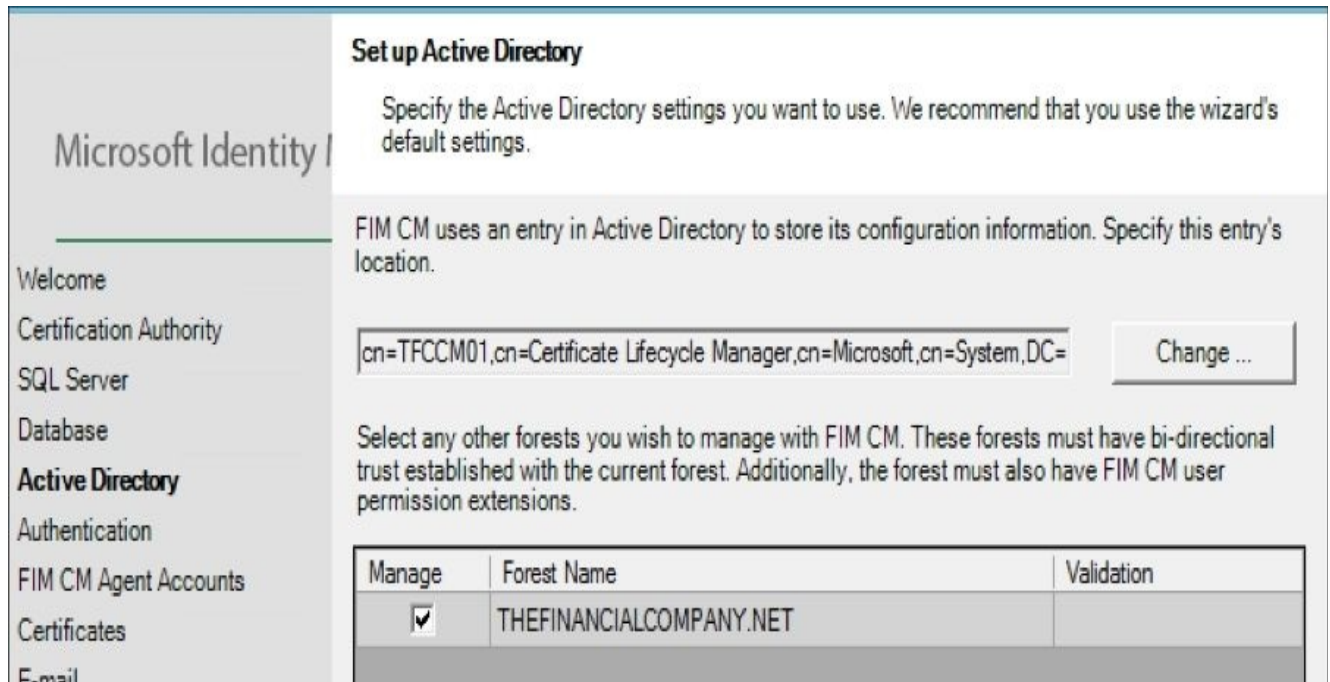 Set up Active Directory
Specify the Active Directory settings you want to use. We recommend that you use the wizard's
default settings.
Microsoft Identity
FIM CM uses an entry in Active Directory to store its configuration information. Specify this entry's
location.
Welcome
Certification Authority
cn=TFCCM01,cn=Certificate Lifecycle Manager,cn=Microsoft,cn=System,DC=
Change ...
SQL Server
Database
Select any other forests you wish to manage with FIM CM. These forests must have bi-directional
trust established with the current forest. Additionally, the forest must also have FIM CM user
permission extensions.
Active Directory
Authentication
FIM CM Agent Accounts
Certificates
E-mail
Manage
Forest Name
Validation
THEFINANCIALCOMPANY.NET